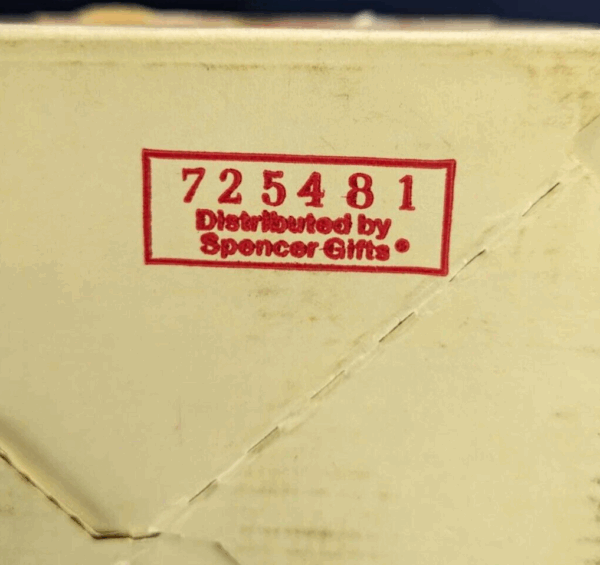 725481
Distributed by
Spencer Gifts®